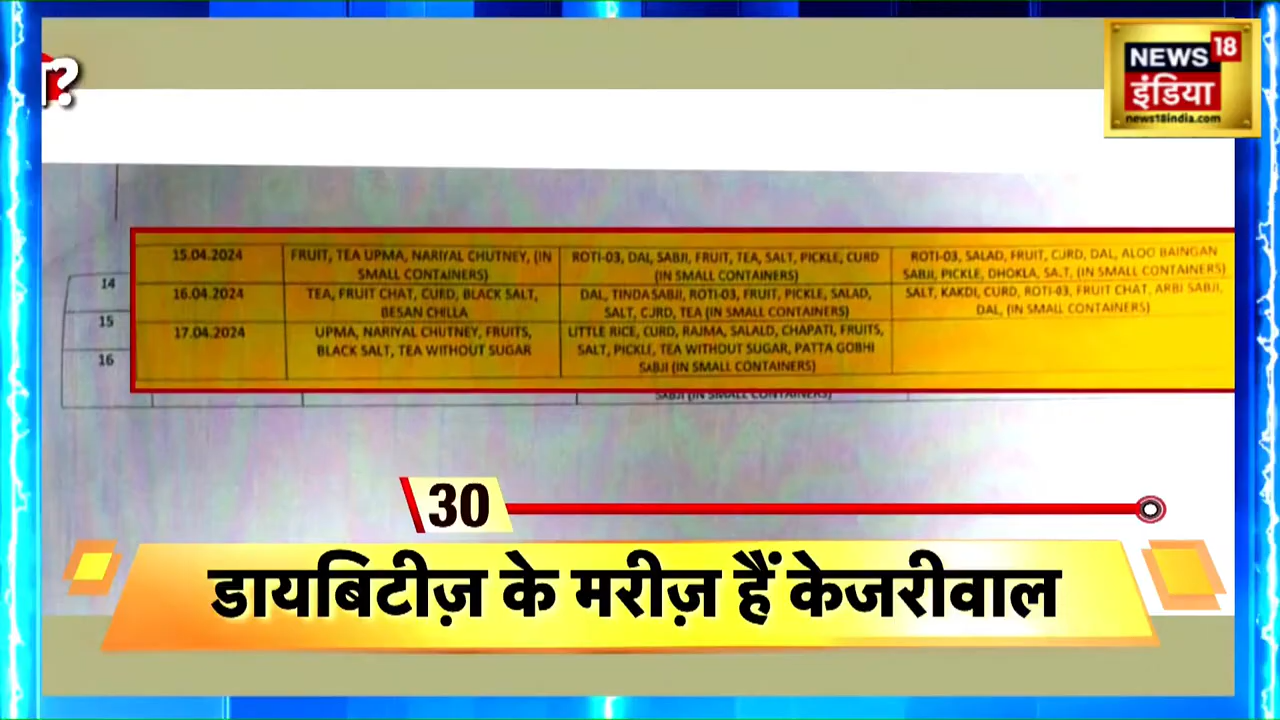 ?
NEWS 18
इंडिया
news18india.com
14
15
16
15.04.2024
FRUIT, TEA UPMA, NARIYAL CHUTNEY, (IN
SMALL CONTAINERS)
ROTI-03, DAL, SABJI, FRUIT, TEA, SALT, PICKLE, CURD
(IN SMALL CONTAINERS)
ROTI-03, SALAD, FRUIT, CURD, DAL, ALOO BAINGAN
SABJI, PICKLE, DHOKLA, SALT, (IN SMALL CONTAINERS)
16.04.2024
TEA, FRUIT CHAT, CURD, BLACK SALT,
BESAN CHILLA
DAL, TINDA SABJI, ROTI-03, FRUIT, PICKLE, SALAD,
SALT, CURD, TEA (IN SMALL CONTAINERS)
SALT, KAKDI, CURD, ROTI-03, FRUIT CHAT, ARBI SABJI,
DAL, (IN SMALL CONTAINERS)
17.04.2024
UPMA, NARIYAL CHUTNEY, FRUITS,
BLACK SALT, TEA WITHOUT SUGAR
LITTLE RICE, CURD, RAJMA, SALALD, CHAPATI, FRUITS,
SALT, PICKLE, TEA WITHOUT SUGAR, PATTA GOBHI
SABJI (IN SMALL CONTAINERS)
SABJI (IN SMALL CONTAINERS)
30
डायबिटीज़ के मरीज़ हैं केजरीवाल